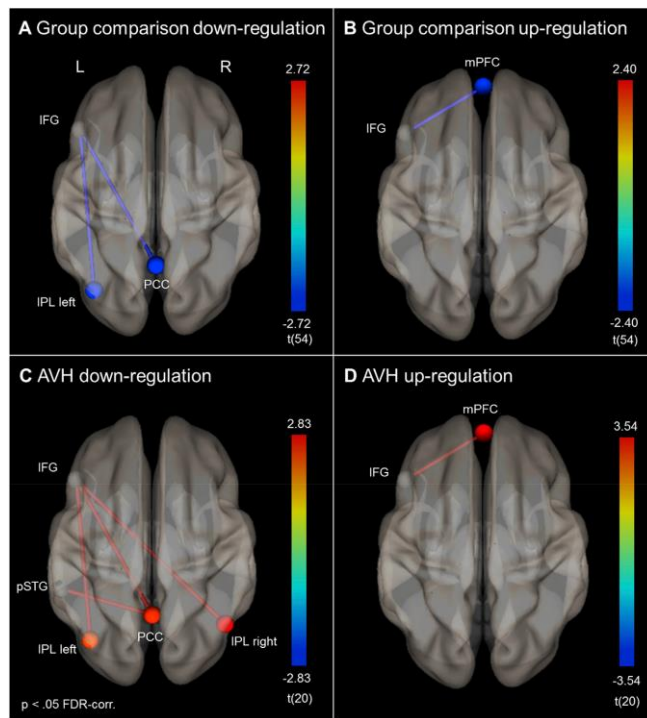 A Group comparison down-regulation
L
R
2.72
IFG
PCC
IPL left
-2.72
t(54)
B Group comparison up-regulation
mPFC
2.40
IFG
-2.40
t(54)
C AVH down-regulation
2.83
IFG
pSTG
PCC
IPL right
IPL left
-2.83
t(20)
p < .05 FDR-corr.
D AVH up-regulation
mPFC
3.54
IFG
-3.54
t(20)